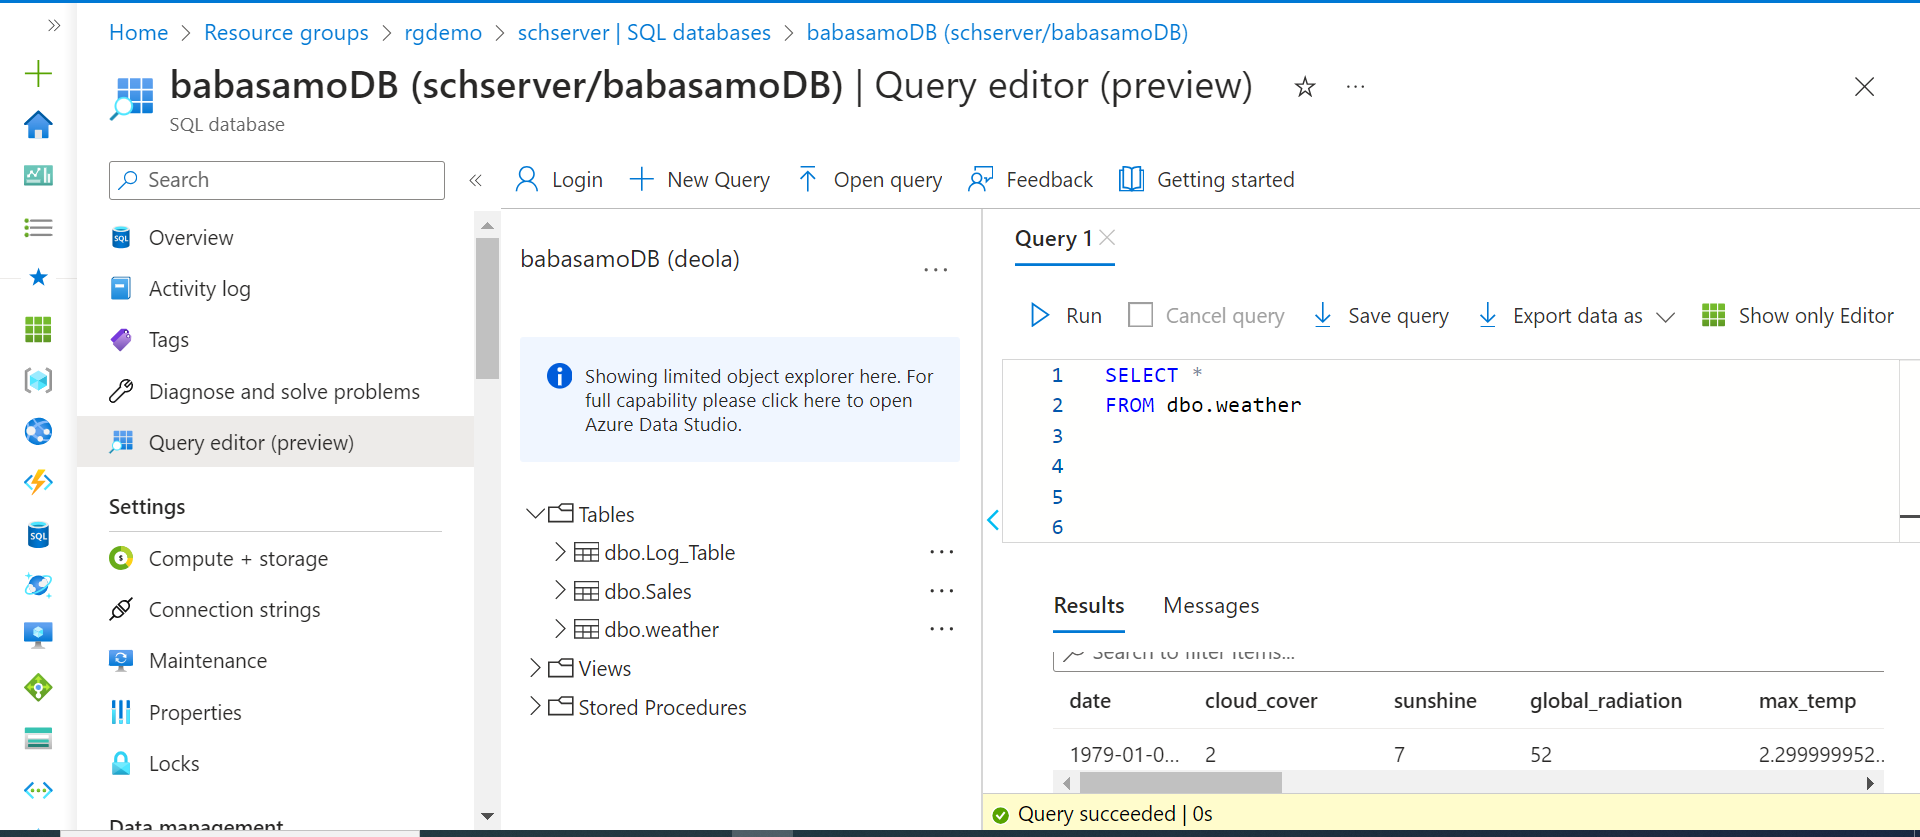 Home > Resource groups > rgdemo > schserver | SQL databases > babasamoDB (schserver/babasamoDB)
babasamoDB (schserver/babasamoDB) | Query editor (preview)
SQL database
Search
Overview
Activity log
Tags
Diagnose and solve problems
Query editor (preview)
Settings
Compute + storage
Connection strings
Maintenance
Properties
Locks
Data management
Login
New Query
Open query
Feedback
Getting started
babasamoDB (deola)
Showing limited object explorer here. For
full capability please click here to open
Azure Data Studio.
Tables
dbo.Log_Table
dbo.Sales
dbo.weather
Views
Stored Procedures
Query 1
Run
Cancel query
Save query
Export data as
Show only Editor
1 SELECT *
2 FROM dbo.weather
3
4
5
6
Results Messages
Search to filter items...
date cloud_cover sunshine global_radiation max_temp
1979-01-0... 2 7 52 2.299999952...
Query succeeded | 0s